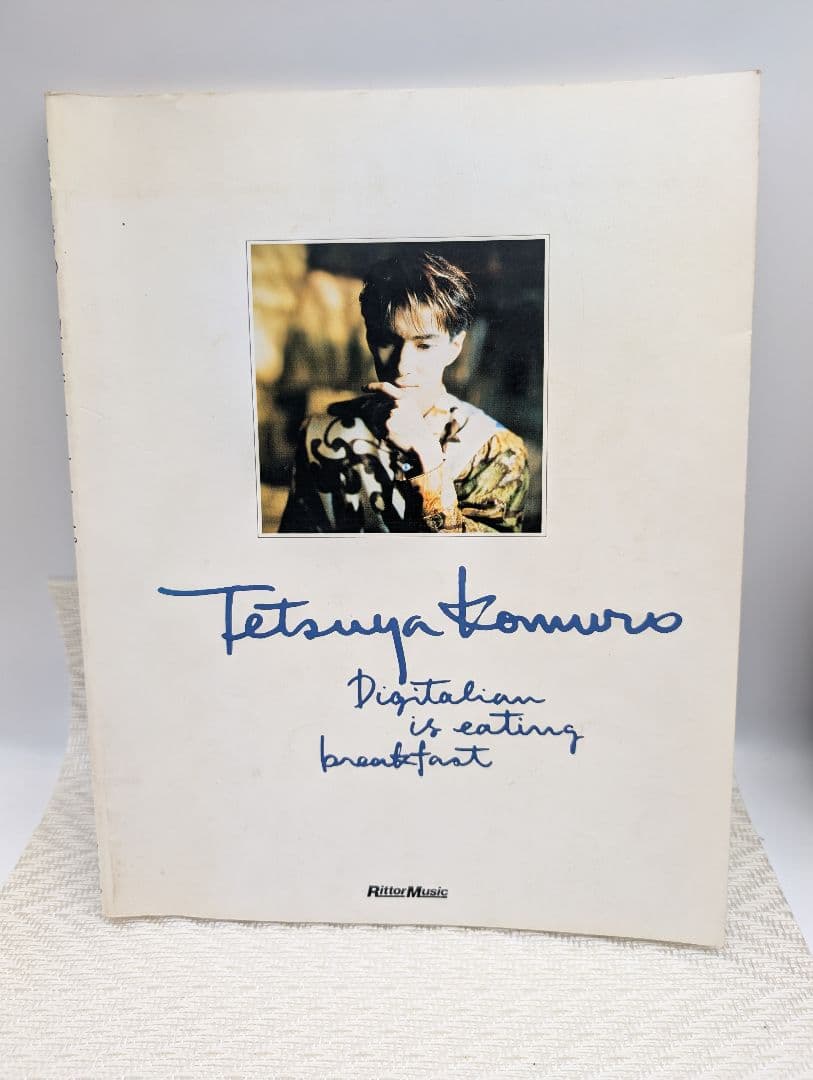 Tetsuya Komuro
Digitalian
is eating
breakfast
RittorMusic